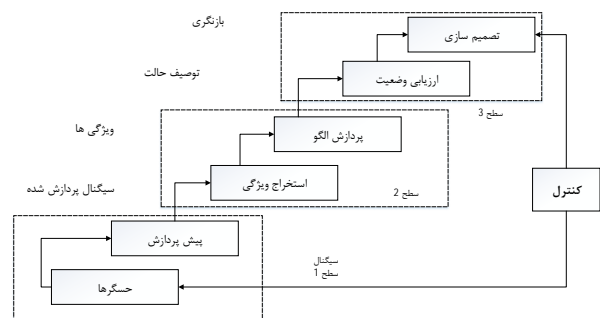 بازنگری
تصمیم سازی
توصیف حالت
ارزیابی وضعیت
سطح 3
ویژگی ها
پردازش الگو
استخراج ویژگی
سطح 2
سیگنال پردازش شده
کنترل
پیش پردازش
سیگنال
سطح 1
حسگرها